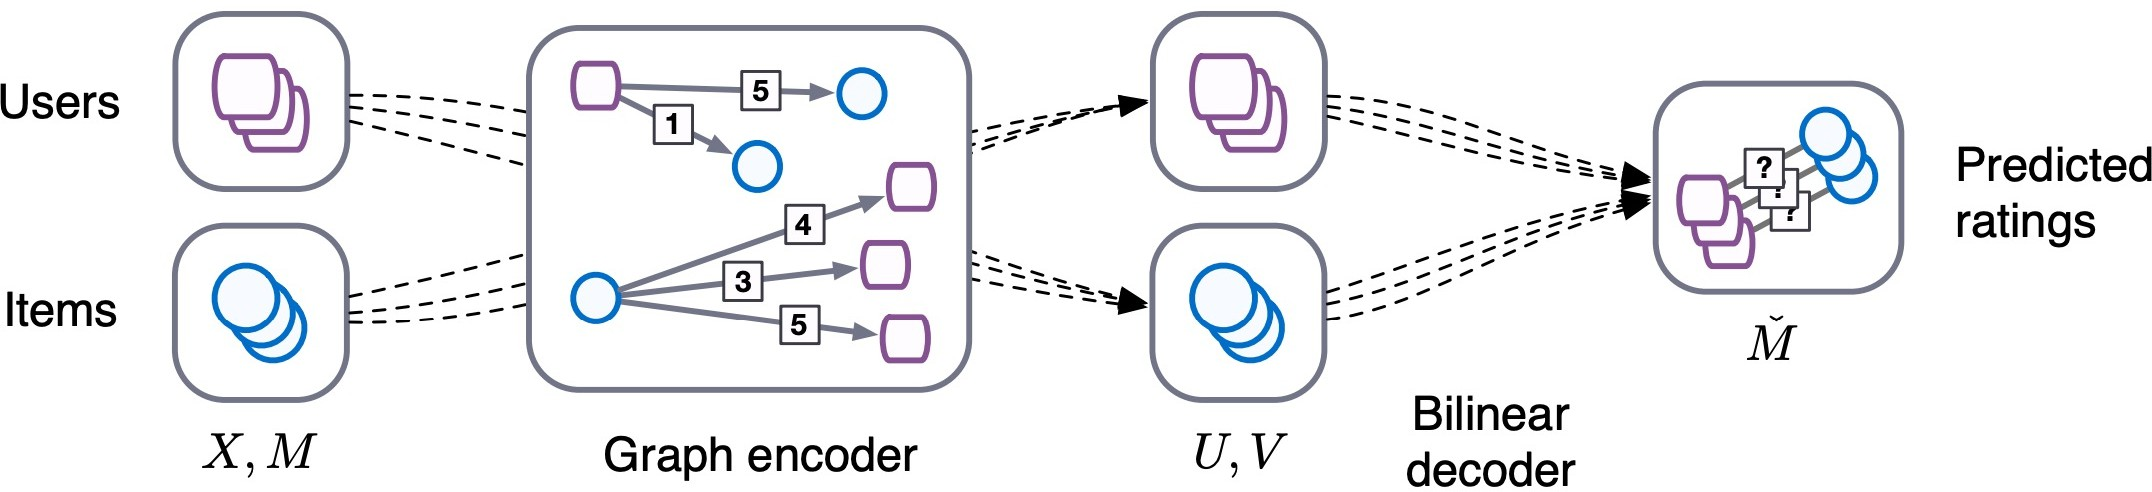 Users
Items
X, M
5
1
4
3
5
Graph encoder
U, V
Bilinear
decoder
?
?
?
M̌
Predicted
ratings